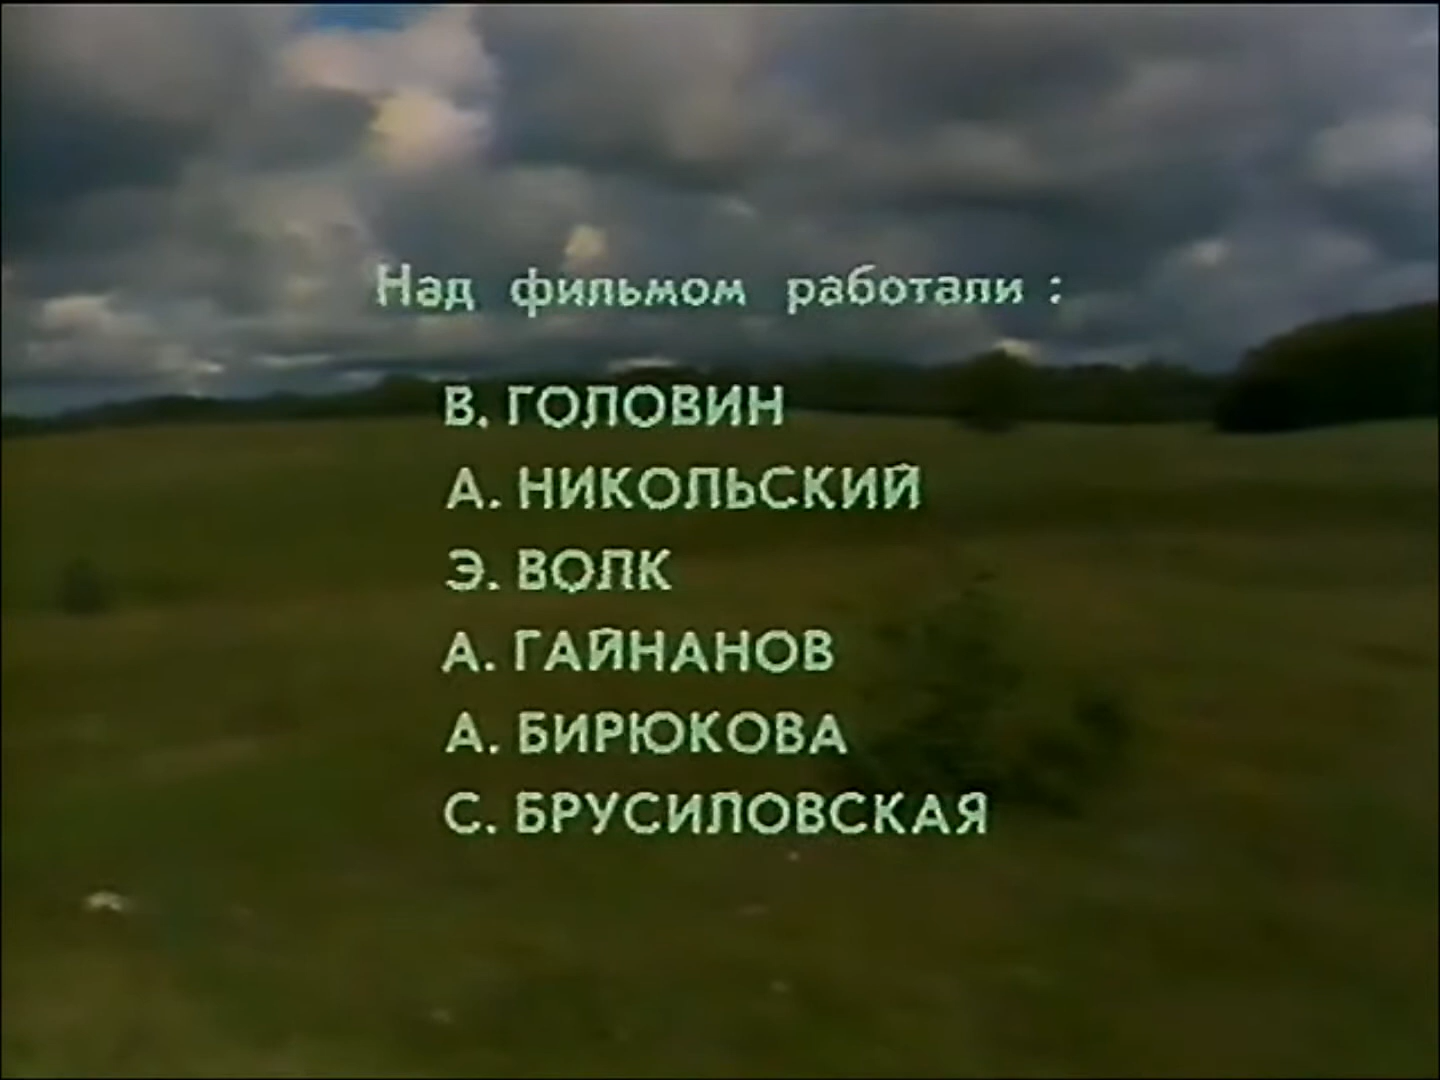 Над фильмом работали :
В. ГОЛОВИН
А. НИКОЛЬСКИЙ
Э. ВОЛК
А. ГАЙНАНОВ
А. БИРЮКОВА
С. БРУСИЛОВСКАЯ